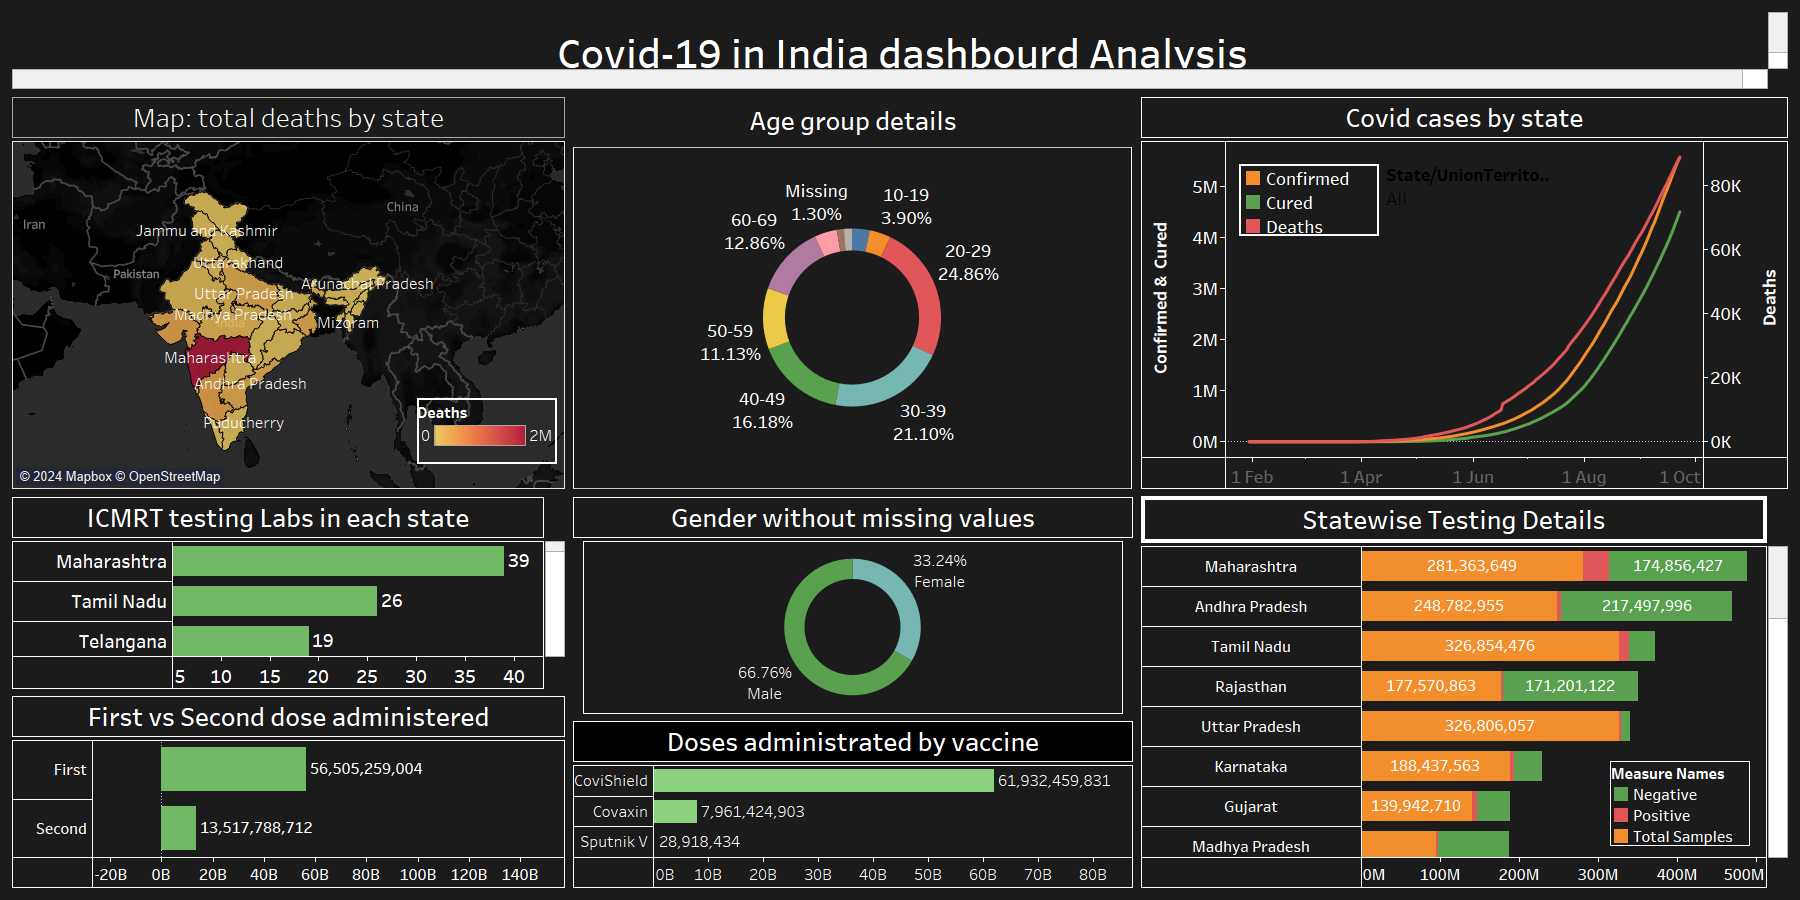 Covid-19 in India dashbourd Analysis
Map: total deaths by state
Iran
China
Pakistan
India
Jammu and Kashmir
Uttarakhand
Uttar Pradesh
Arunachal Pradesh
Madhya Pradesh
Mizoram
Maharashtra
Andhra Pradesh
Puducherry
Deaths
0 2M
© 2024 Mapbox © OpenStreetMap
Age group details
Missing
1.30%
10-19
3.90%
60-69
12.86%
20-29
24.86%
50-59
11.13%
40-49
16.18%
30-39
21.10%
Covid cases by state
Confirmed & Cured
5M
4M
3M
2M
1M
0M
Confirmed
Cured
Deaths
State/UnionTerrito..
All
80K
60K
40K
20K
0K
Deaths
1 Feb 1 Apr 1 Jun 1 Aug 1 Oct
ICMRT testing Labs in each state
Maharashtra 39
Tamil Nadu 26
Telangana 19
5 10 15 20 25 30 35 40
First vs Second dose administered
First 56,505,259,004
Second 13,517,788,712
-20B 0B 20B 40B 60B 80B 100B 120B 140B
Gender without missing values
33.24%
Female
66.76%
Male
Doses administrated by vaccine
CoviShield 61,932,459,831
Covaxin 7,961,424,903
Sputnik V 28,918,434
0B 10B 20B 30B 40B 50B 60B 70B 80B
Statewise Testing Details
Maharashtra 281,363,649 174,856,427
Andhra Pradesh 248,782,955 217,497,996
Tamil Nadu 326,854,476
Rajasthan 177,570,863 171,201,122
Uttar Pradesh 326,806,057
Karnataka 188,437,563
Gujarat 139,942,710
Madhya Pradesh
Measure Names
Negative
Positive
Total Samples
0M 100M 200M 300M 400M 500M